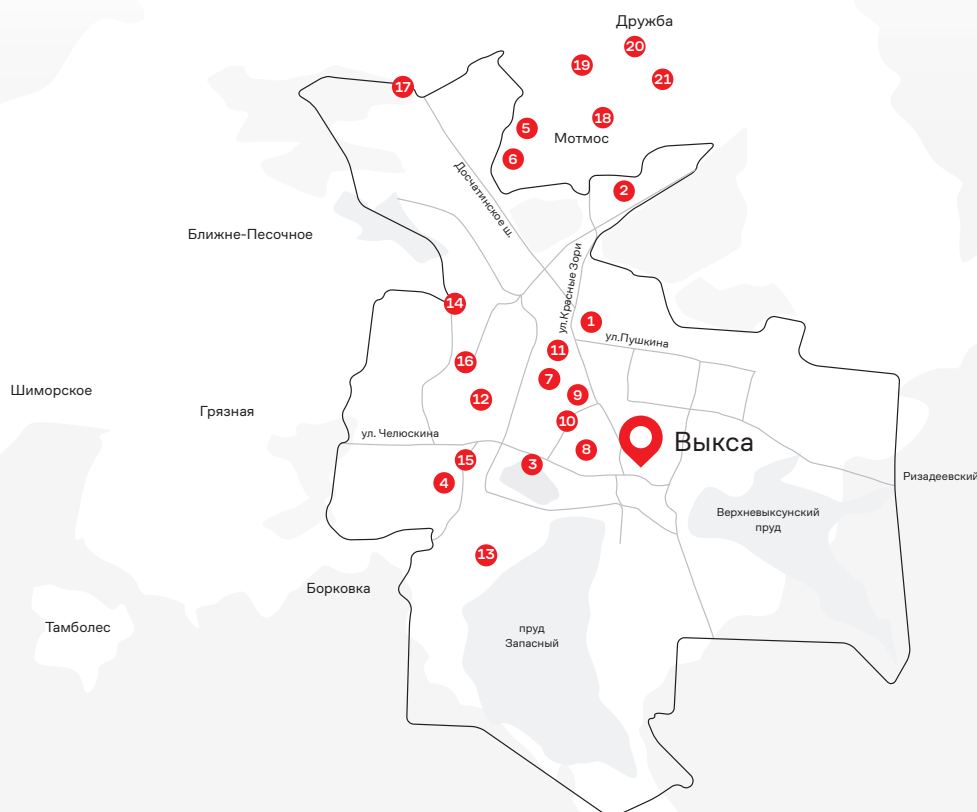 Дружба
20
19
21
17
18
5
Мотмос
6
2
Досчатинское ш.
Ближне-Песочное
ул.Красные Зори
14
1
ул.Пушкина
11
16
7
Шиморское
9
12
Грязная
10
ул. Челюскина
Выкса
8
15
3
4
Ризадеевский
Верхневыксунский
пруд
13
Борковка
Тамболес
пруд
Запасный